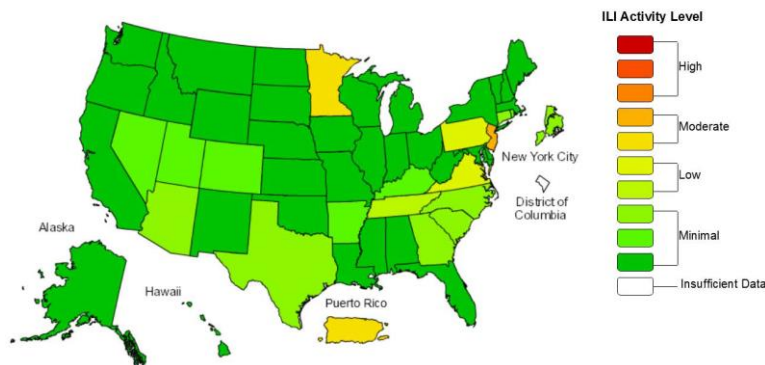 ILI Activity Level
High
Moderate
Low
Minimal
Insufficient Data
New York City
District of
Columbia
Alaska
Hawaii
Puerto Rico